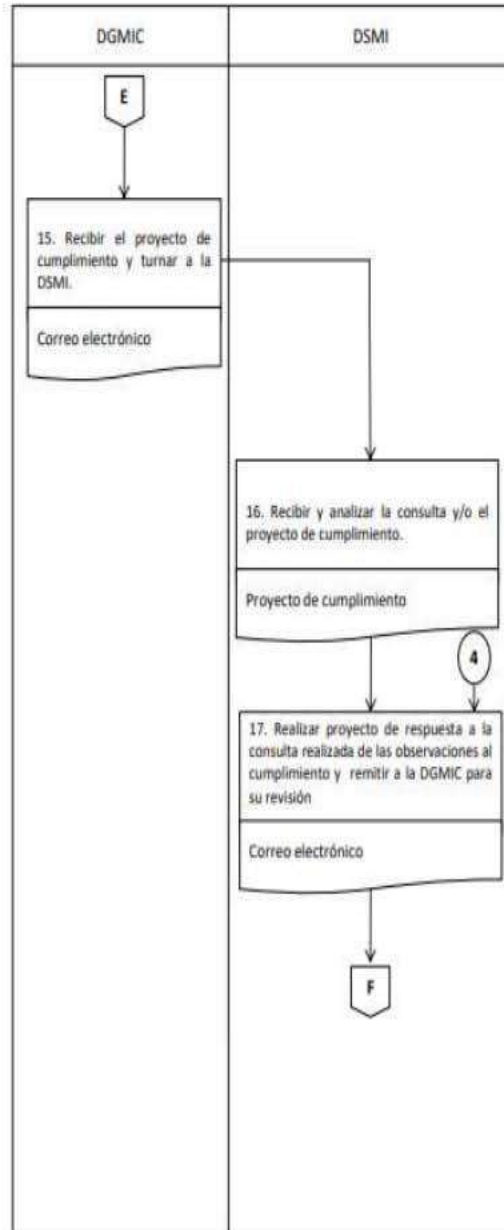 DGMIC
DSMI
E
15. Recibir el proyecto de
cumplimiento y turnar a la
DSMI.
Correo electrónico
16. Recibir y analizar la consulta y/o el
proyecto de cumplimiento.
Proyecto de cumplimiento
4
17. Realizar proyecto de respuesta a la
consulta realizada de las observaciones al
cumplimiento y remitir a la DGMIC para
su revisión
Correo electrónico
F